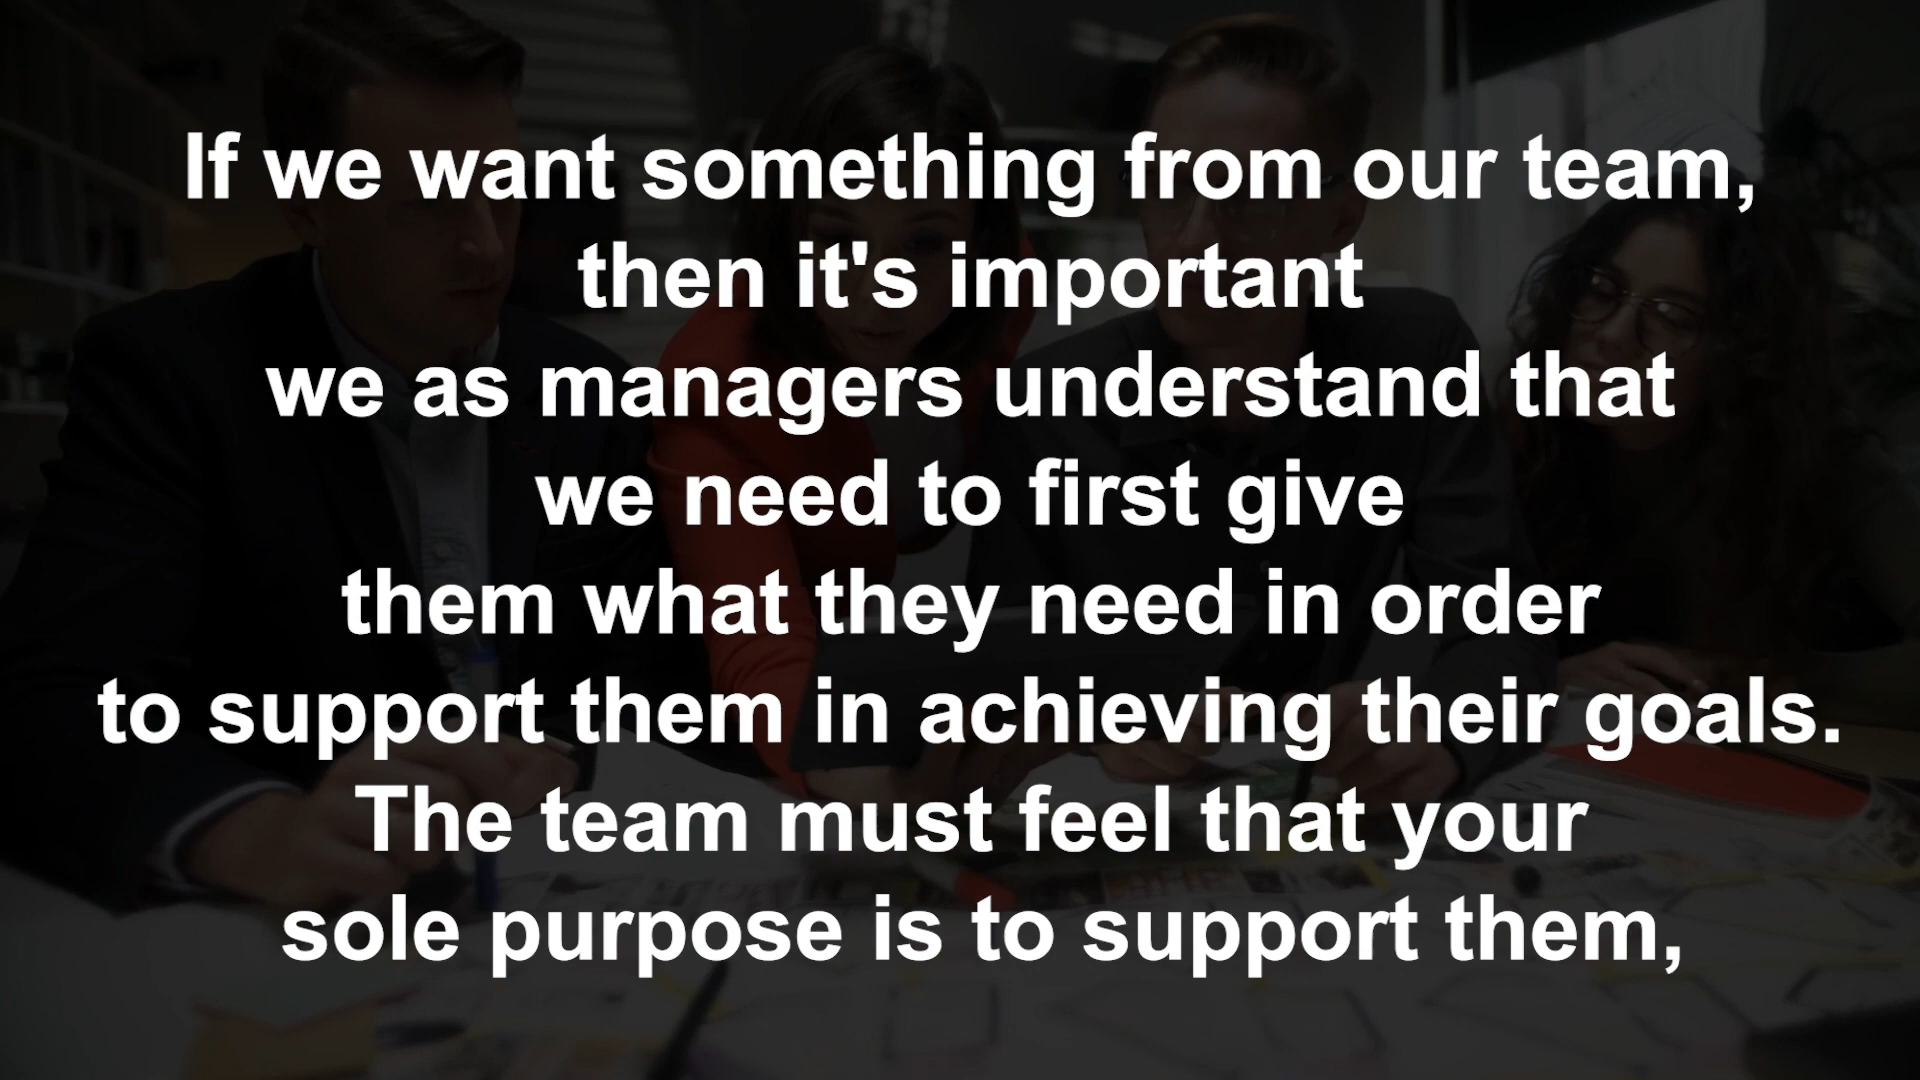 If we want something from our team,
then it's important
we as managers understand that
we need to first give
them what they need in order
to support them in achieving their goals.
The team must feel that your
sole purpose is to support them,